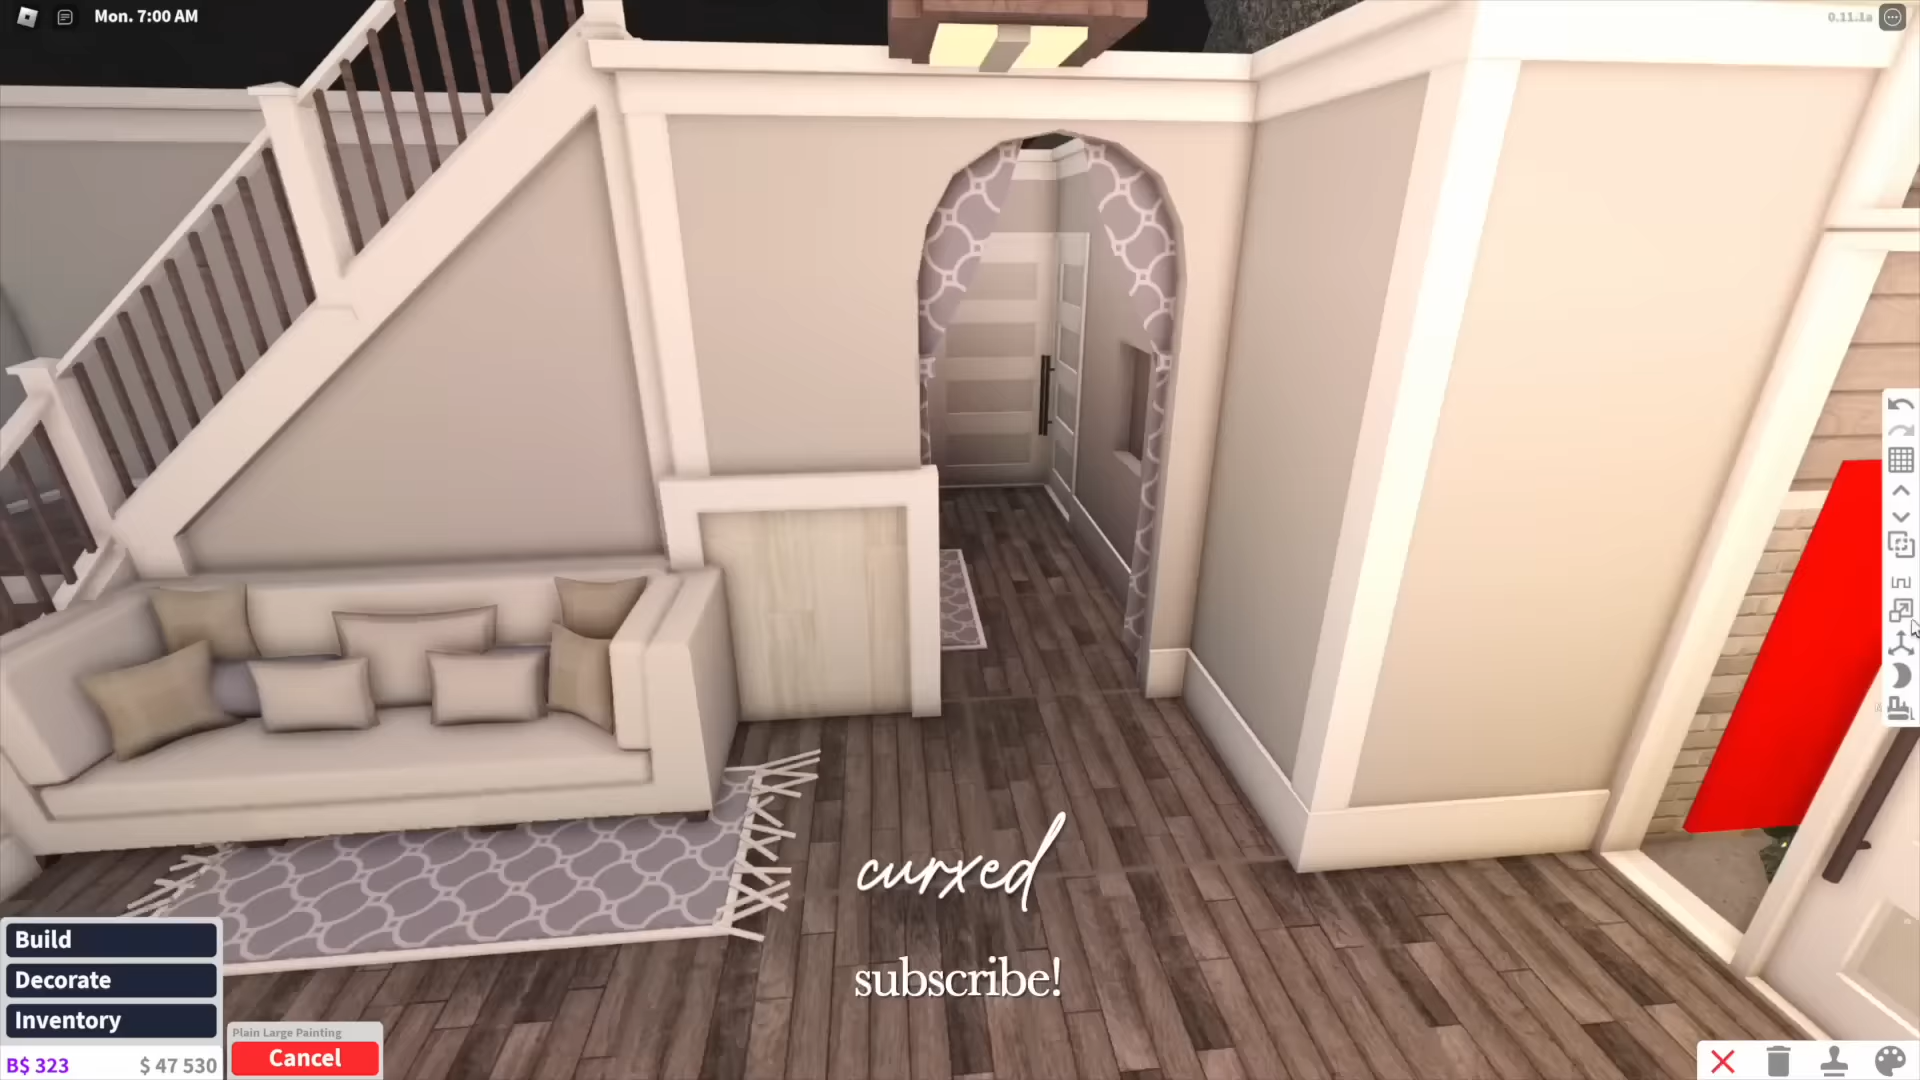 Mon. 7:00 AM
0.11.1a
curxed
subscribe!
Build
Decorate
Inventory
B$ 323
$ 47 530
Plain Large Painting
Cancel